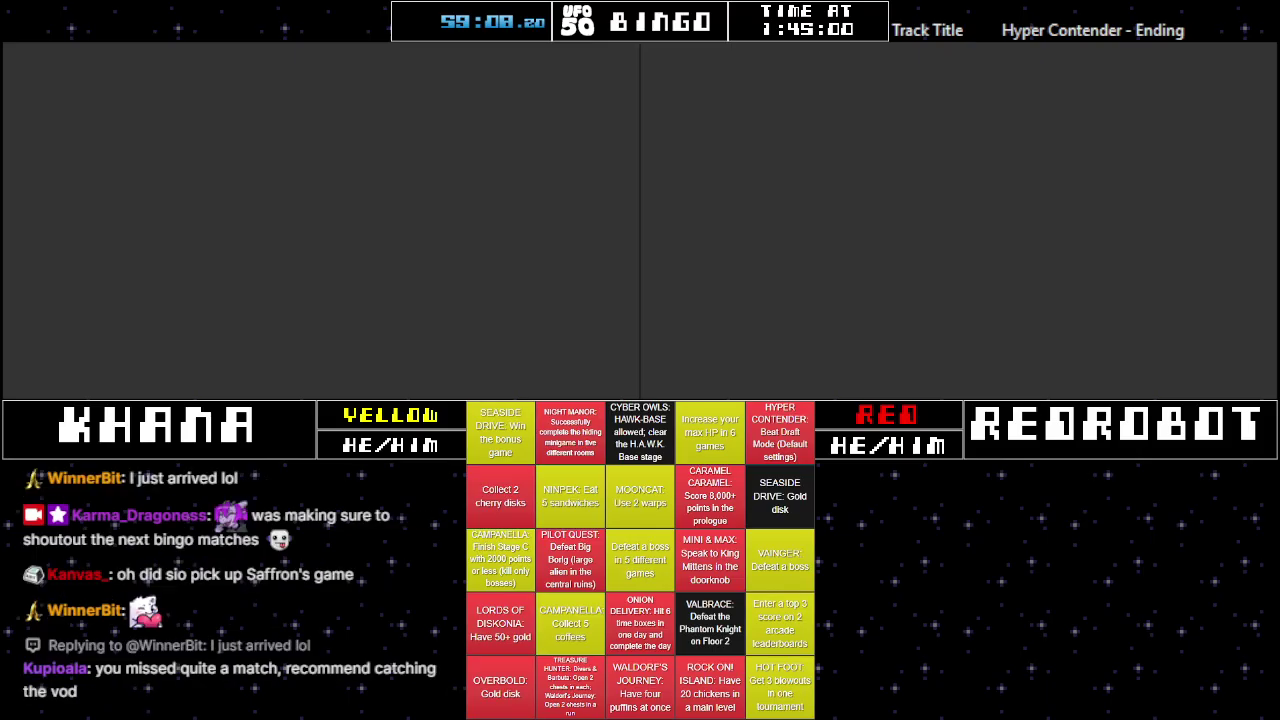 59:08.20
UFO 50 BINGO
TIME AT
1:45:00
Track Title
Hyper Contender - Ending
KHANA
YELLOW
HE/HIM
RED
HE/HIM
REDROBOT
SEASIDE
DRIVE: Win
the bonus
game
NIGHT MANOR:
Successfully
complete the hiding
minigame in five
different rooms
CYBER OWLS:
HAWK-BASE
allowed; clear
the H.A.W.K.
Base stage
Increase your
max HP in 6
games
HYPER
CONTENDER:
Beat Draft
Mode (Default
settings)
Collect 2
cherry disks
NINPEK: Eat
5 sandwiches
MOONCAT:
Use 2 warps
CARAMEL
CARAMEL:
Score 8,000+
points in the
prologue
SEASIDE
DRIVE: Gold
disk
CAMPANELLA:
Finish Stage C
with 2000 points
or less (kill only
bosses)
PILOT QUEST:
Defeat Big
Borlg (large
alien in the
central ruins)
Defeat a boss
in 5 different
games
MINI & MAX:
Speak to King
Mittens in the
doorknob
VAINGER:
Defeat a boss
LORDS OF
DISKONIA:
Have 50+ gold
CAMPANELLA:
Collect 5
coffees
ONION
DELIVERY: Hit 6
time boxes in
one day and
complete the day
VALBRACE:
Defeat the
Phantom Knight
on Floor 2
Enter a top 3
score on 2
arcade
leaderboards
OVERBOLD:
Gold disk
TREASURE
HUNTER: Divers &
Barbuta: Open 2
chests in each; Waldorf's
Journey:
Open 2 chests in a
run
WALDORF'S
JOURNEY:
Have four
puffins at once
ROCK ON!
ISLAND: Have
20 chickens in
a main level
HOT FOOT:
Get 3 blowouts
in one
tournament
WinnerBit: I just arrived lol
Karma_Dragoness: was making sure to
shoutout the next bingo matches
Kanvas_: oh did sio pick up Saffron's game
WinnerBit:
Replying to @WinnerBit: I just arrived lol
Kupioala: you missed quite a match, recommend catching
the vod